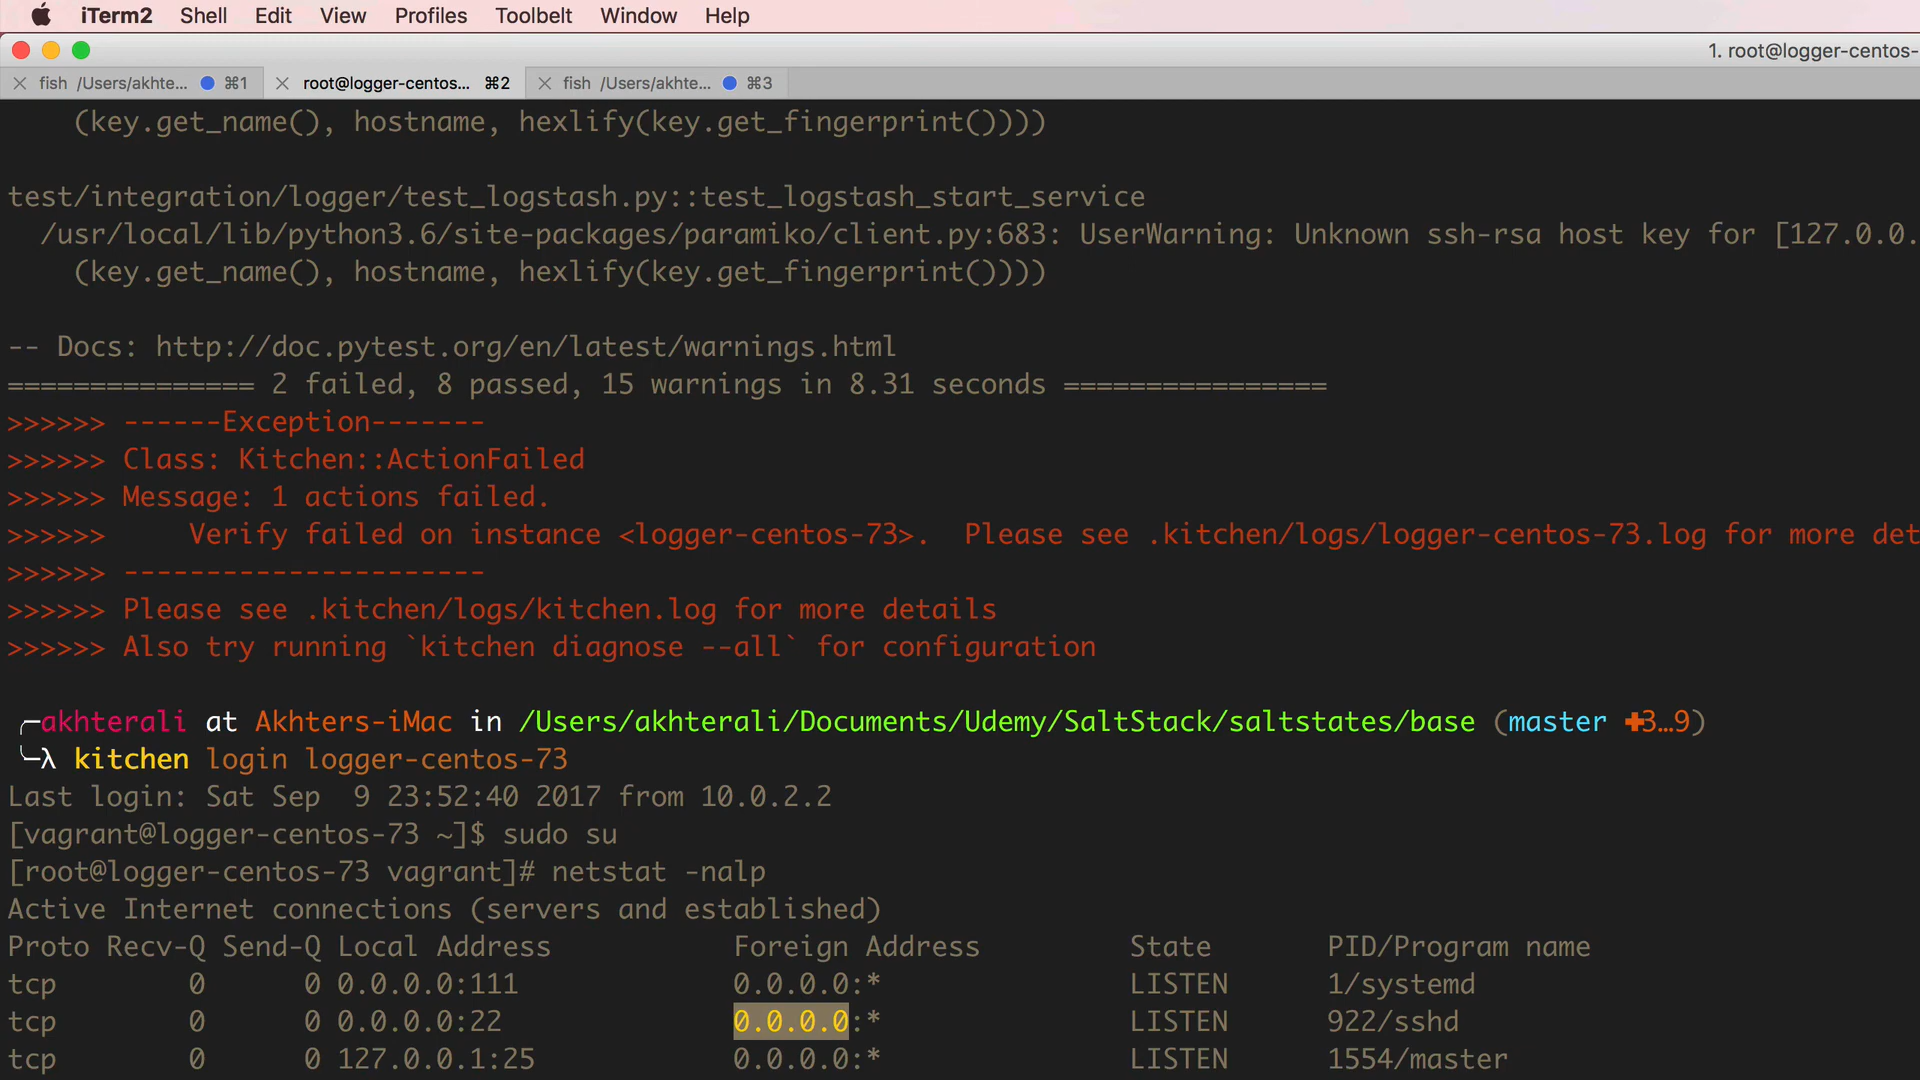 iTerm2 Shell Edit View Profiles Toolbelt Window Help
1. root@logger-centos-
fish /Users/akhte... ⌘1 root@logger-centos... ⌘2 fish /Users/akhte... ⌘3
(key.get_name(), hostname, hexlify(key.get_fingerprint())))
test/integration/logger/test_logstash.py::test_logstash_start_service
/usr/local/lib/python3.6/site-packages/paramiko/client.py:683: UserWarning: Unknown ssh-rsa host key for [127.0.0.
(key.get_name(), hostname, hexlify(key.get_fingerprint())))
-- Docs: http://doc.pytest.org/en/latest/warnings.html
=============== 2 failed, 8 passed, 15 warnings in 8.31 seconds ================
>>>>>> ------Exception-------
>>>>>> Class: Kitchen::ActionFailed
>>>>>> Message: 1 actions failed.
>>>>>>     Verify failed on instance <logger-centos-73>.  Please see .kitchen/logs/logger-centos-73.log for more det
>>>>>> ----------------------
>>>>>> Please see .kitchen/logs/kitchen.log for more details
>>>>>> Also try running `kitchen diagnose --all` for configuration
╭─akhterali at Akhters-iMac in /Users/akhterali/Documents/Udemy/SaltStack/saltstates/base (master ✚3…9)
╰─λ kitchen login logger-centos-73
Last login: Sat Sep  9 23:52:40 2017 from 10.0.2.2
[vagrant@logger-centos-73 ~]$ sudo su
[root@logger-centos-73 vagrant]# netstat -nalp
Active Internet connections (servers and established)
Proto Recv-Q Send-Q Local Address           Foreign Address         State       PID/Program name
tcp        0      0 0.0.0.0:111             0.0.0.0:*               LISTEN      1/systemd
tcp        0      0 0.0.0.0:22              0.0.0.0:*               LISTEN      922/sshd
tcp        0      0 127.0.0.1:25            0.0.0.0:*               LISTEN      1554/master